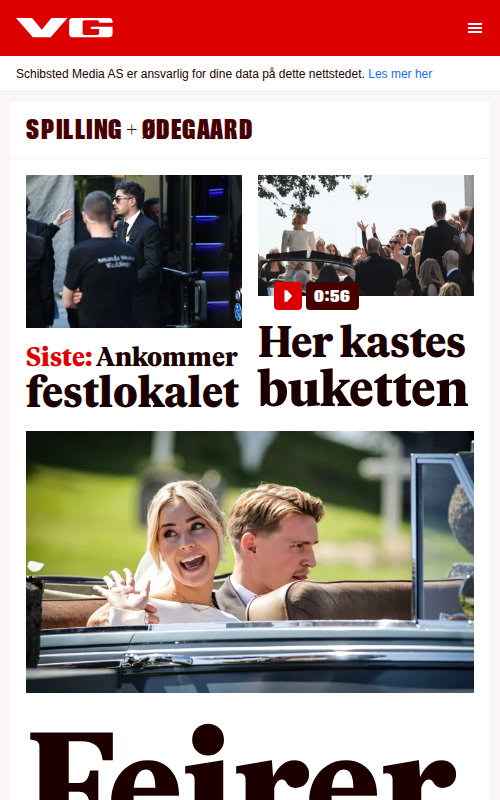 VG
Schibsted Media AS er ansvarlig for dine data på dette nettstedet. Les mer her
SPILLING + ØDEGAARD
0:56
Siste: Ankommer
festlokalet
Her kastes
buketten
Feirer